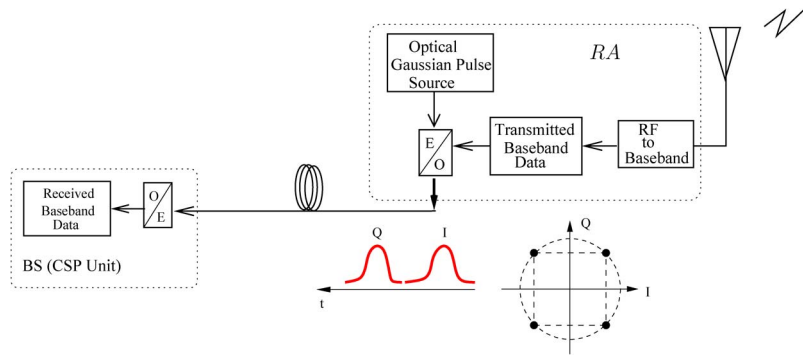 Optical
Gaussian Pulse
Source
RA
E
O
Transmitted
Baseband
Data
RF
to
Baseband
Received
Baseband
Data
O
E
BS (CSP Unit)
Q
I
t
Q
I